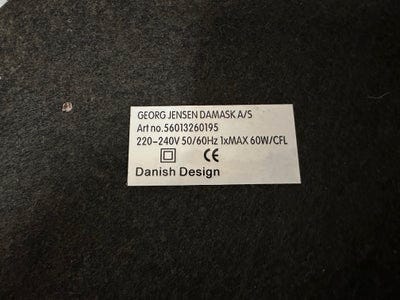 GEORG JENSEN DAMASK A/S
Art no.56013260195
220-240V 50/60Hz 1xMAX 60W/CFL
CE
Danish Design